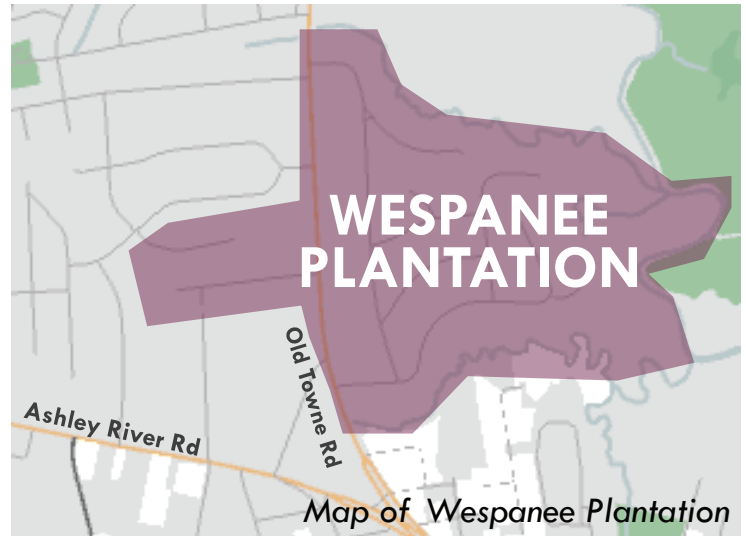 WESPANEE
PLANTATION
Old Towne Rd
Ashley River Rd
Map of Wespanee Plantation